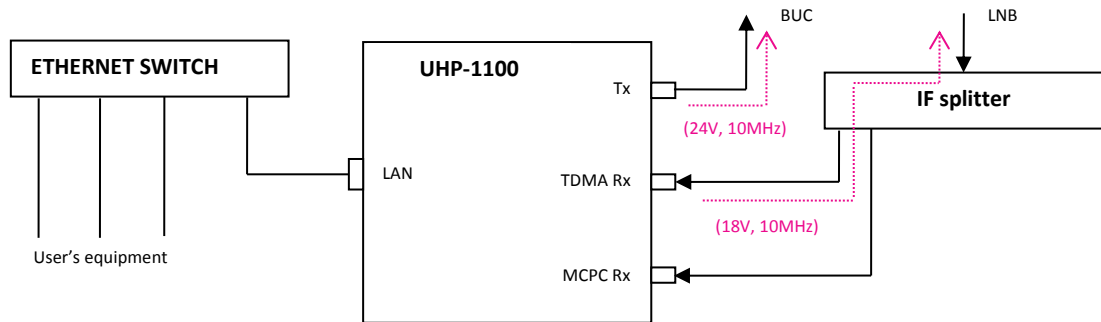 BUC
LNB
ETHERNET SWITCH
UHP-1100
Tx
IF splitter
(24V, 10MHz)
LAN
TDMA Rx
(18V, 10MHz)
User’s equipment
MCPC Rx